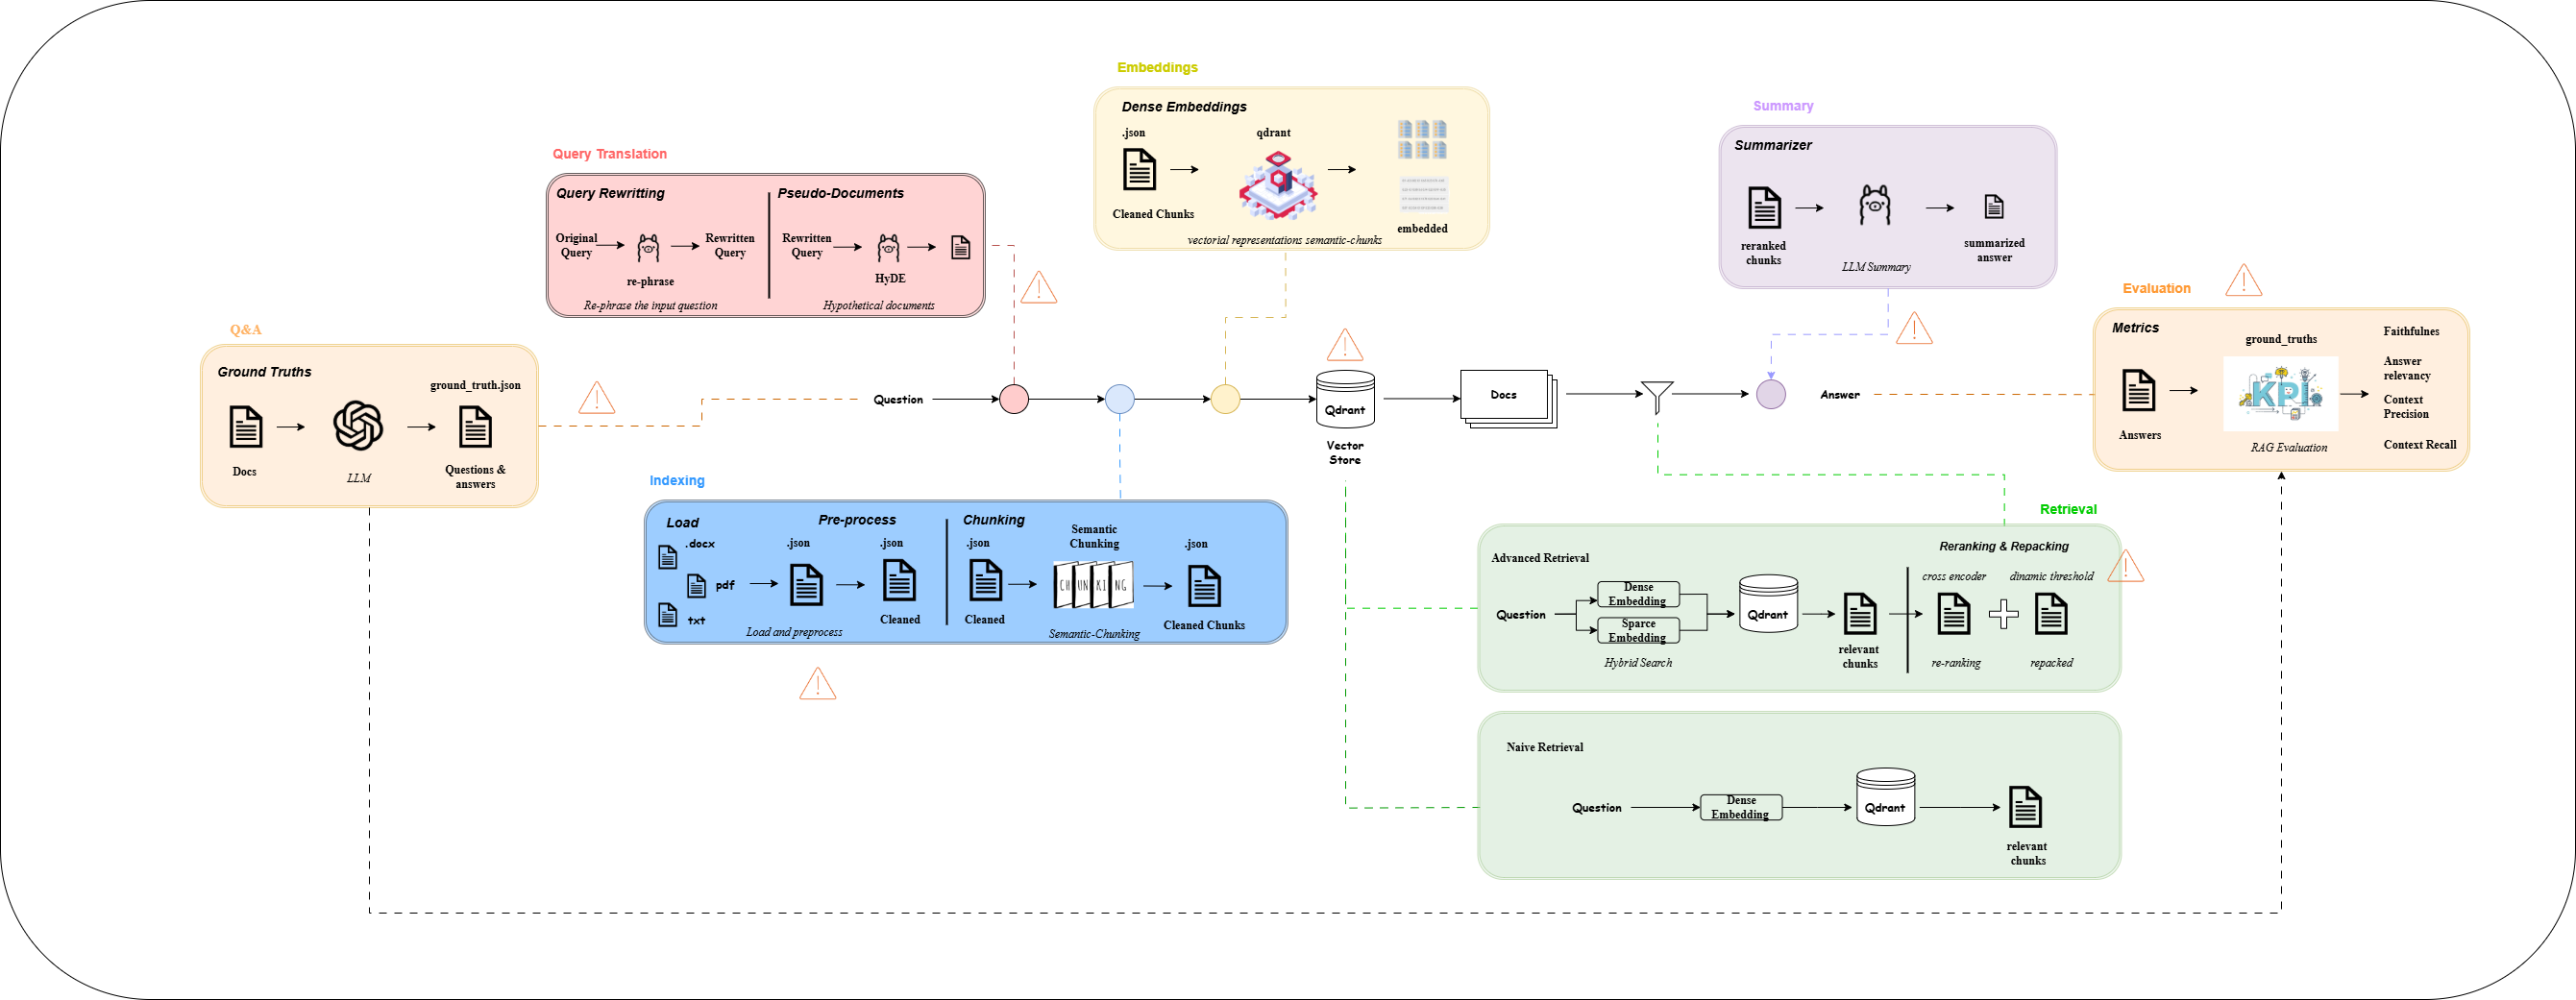 Embeddings
Dense Embeddings
.json
qdrant
Cleaned Chunks
embedded
vectorial representations semantic-chunks
Summary
Summarizer
reranked
chunks
LLM Summary
summarized
answer
Query Translation
Query Rewritting
Original
Query
re-phrase
Rewritten
Query
Re-phrase the input question
Pseudo-Documents
Rewritten
Query
HyDE
Hypothetical documents
Evaluation
Metrics
Answers
ground_truths
KPI
RAG Evaluation
Faithfulnes
Answer
relevancy
Context
Precision
Context Recall
Q&A
Ground Truths
Docs
LLM
ground_truth.json
Questions &
answers
Question
Qdrant
Vector
Store
Docs
Answer
Indexing
Load
.docx
pdf
txt
Pre-process
.json
.json
Cleaned
Load and preprocess
Chunking
.json
Cleaned
Semantic
Chunking
CHUNKING
Semantic-Chunking
.json
Cleaned Chunks
Retrieval
Advanced Retrieval
Question
Dense
Embedding
Sparce
Embedding
Hybrid Search
Qdrant
relevant
chunks
Reranking & Repacking
cross encoder
dinamic threshold
re-ranking
repacked
Naive Retrieval
Question
Dense
Embedding
Qdrant
relevant
chunks